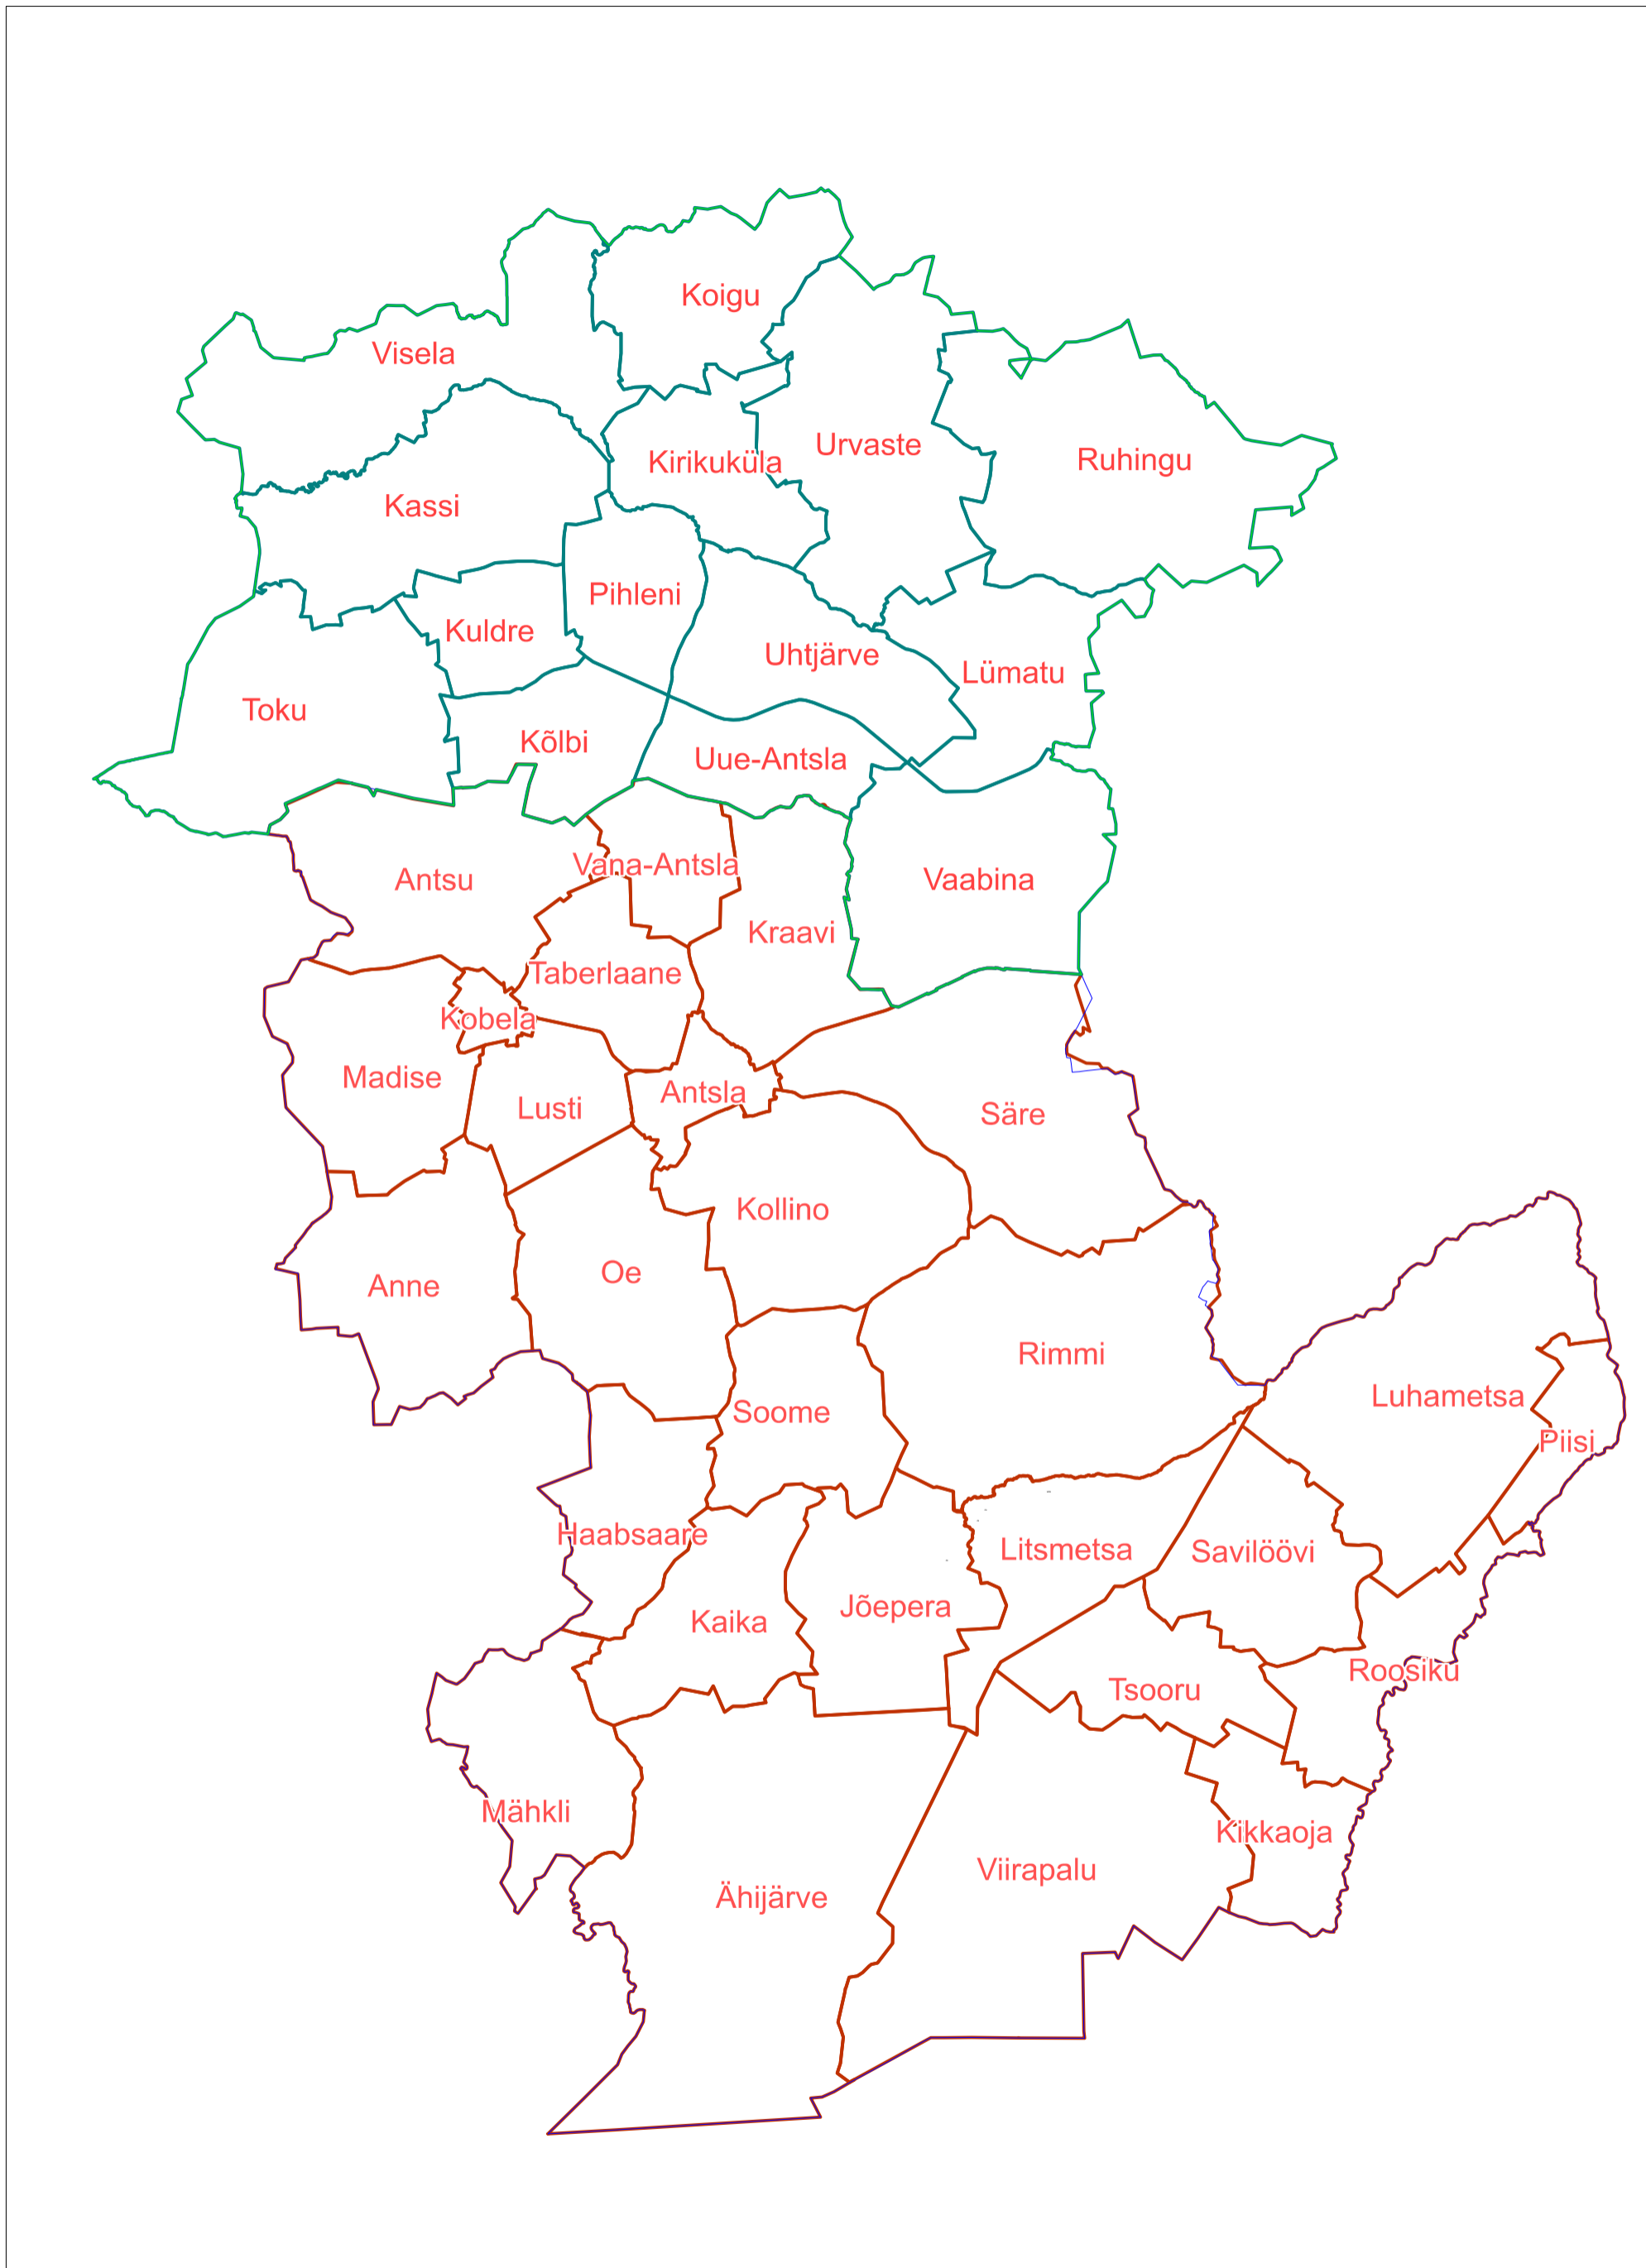 Koigu
Visela
Urvaste
Ruhingu
Kirikuküla
Kassi
Pihleni
Kuldre
Uhtjärve
Lümatu
Toku
Kõlbi
Uue-Antsla
Vana-Antsla
Antsu
Vaabina
Kraavi
Taberlaane
Kobela
Madise
Antsla
Lusti
Säre
Kollino
Oe
Anne
Rimmi
Luhametsa
Soome
Piisi
Haabsaare
Litsmetsa
Savilöövi
Jõepera
Kaika
Roosiku
Tsooru
Mähkli
Kikkaoja
Viirapalu
Ähijärve